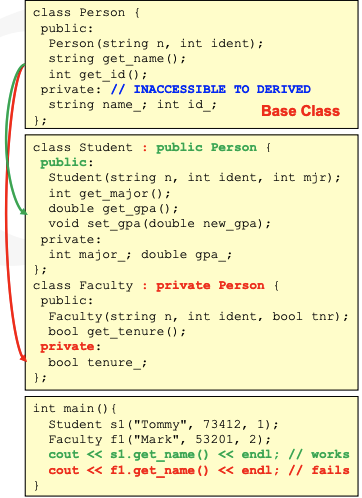 class Person {
public:
Person(string n, int ident);
string get_name();
int get_id();
private: // INACCESSIBLE TO DERIVED
string name_; int id_;
Base Class
};
class Student : public Person {
public:
Student(string n, int ident, int mjr);
int get_major();
double get_gpa();
void set_gpa(double new_gpa);
private:
int major_; double gpa_;
};
class Faculty : private Person {
public:
Faculty(string n, int ident, bool tnr);
bool get_tenure();
private:
bool tenure_;
};
int main(){
Student s1("Tommy", 73412, 1);
Faculty f1("Mark", 53201, 2);
cout << s1.get_name() << endl; // works
cout << f1.get_name() << endl; // fails
}